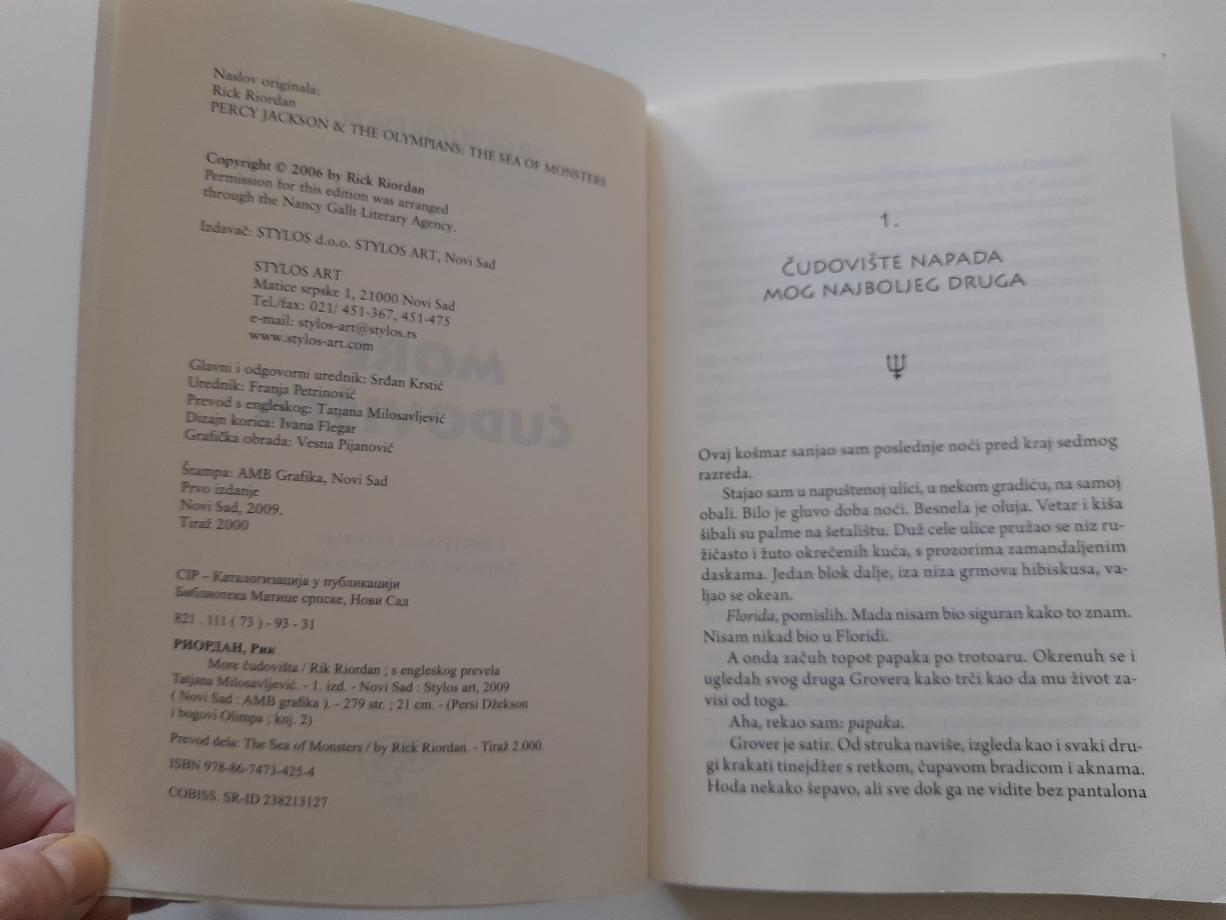 Naslov originala:
Rick Riordan
PERCY JACKSON & THE OLYMPIANS: THE SEA OF MONSTERS
Copyright © 2006 by Rick Riordan
Permission for this edition was arranged
through the Nancy Gallt Literary Agency.
Izdavač: STYLOS d.o.o. STYLOS ART, Novi Sad
STYLOS ART
Matice srpske 1, 21000 Novi Sad
Tel./fax: 021/ 451-367, 451-475
e-mail: stylos-art@stylos.rs
www.stylos-art.com
Glavni i odgovorni urednik: Srđan Krstić
Urednik: Franja Petrinović
Prevod s engleskog: Tatjana Milosavljević
Dizajn korica: Ivana Flegar
Grafička obrada: Vesna Pijanović
Štampa: AMB Grafika, Novi Sad
Prvo izdanje
Novi Sad, 2009.
Tiraž 2000
CIP – Каталогизација у публикацији
Библиотека Матице српске, Нови Сад
821 . 111 ( 73 ) - 93 - 31
РИОРДАН, Рик
More čudovišta / Rik Riordan ; s engleskog prevela
Tatjana Milosavljević. - 1. izd. - Novi Sad : Stylos art, 2009
( Novi Sad : AMB grafika ). - 279 str. ; 21 cm. - (Persi Džekson
i bogovi Olimpa ; knj. 2)
Prevod dela: The Sea of Monsters / by Rick Riordan. - Tiraž 2.000.
ISBN 978-86-7473-425-4
COBISS. SR-ID 238213127
1.
ČUDOVIŠTE NAPADA
MOG NAJBOLJEG DRUGA
Ovaj košmar sanjao sam poslednje noći pred kraj sedmog
razreda.
Stajao sam u napuštenoj ulici, u nekom gradiću, na samoj
obali. Bilo je gluvo doba noći. Besnela je oluja. Vetar i kiša
šibali su palme na šetalištu. Duž cele ulice pružao se niz ru-
žičasto i žuto okrečenih kuća, s prozorima zamandaljenim
daskama. Jedan blok dalje, iza niza grmova hibiskusa, va-
ljao se okean.
Florida, pomislih. Mada nisam bio siguran kako to znam.
Nisam nikad bio u Floridi.
A onda začuh topot papaka po trotoaru. Okrenuh se i
ugledah svog druga Grovera kako trči kao da mu život za-
visi od toga.
Aha, rekao sam: papaka.
Grover je satir. Od struka naviše, izgleda kao i svaki dru-
gi krakati tinejdžer s retkom, čupavom bradicom i aknama.
Hoda nekako šepavo, ali sve dok ga ne vidite bez pantalona